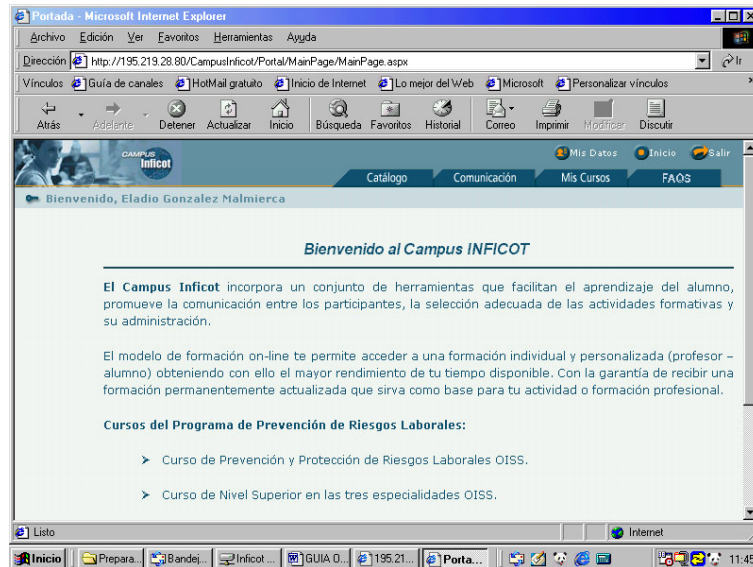 Portada - Microsoft Internet Explorer
Archivo Edición Ver Favoritos Herramientas Ayuda
Dirección http://195.219.28.80/CampusInficot/Portal/MainPage/MainPage.aspx Ir
Vínculos Guía de canales HotMail gratuito Inicio de Internet Lo mejor del Web Microsoft Personalizar vínculos
Atrás Adelante Detener Actualizar Inicio Búsqueda Favoritos Historial Correo Imprimir Modificar Discutir
CAMPUS
Inficot
Mis Datos Inicio Salir
Catálogo Comunicación Mis Cursos FAQS
Bienvenido, Eladio Gonzalez Malmierca
Bienvenido al Campus INFICOT
El Campus Inficot incorpora un conjunto de herramientas que facilitan el aprendizaje del alumno,
promueve la comunicación entre los participantes, la selección adecuada de las actividades formativas y
su administración.
El modelo de formación on-line te permite acceder a una formación individual y personalizada (profesor –
alumno) obteniendo con ello el mayor rendimiento de tu tiempo disponible. Con la garantía de recibir una
formación permanentemente actualizada que sirva como base para tu actividad o formación profesional.
Cursos del Programa de Prevención de Riesgos Laborales:
➤ Curso de Prevención y Protección de Riesgos Laborales OISS.
➤ Curso de Nivel Superior en las tres especialidades OISS.
Listo Internet
Inicio Prepara... Bandej... Inficot ... GUIA O... 195.21... Porta... 11:45